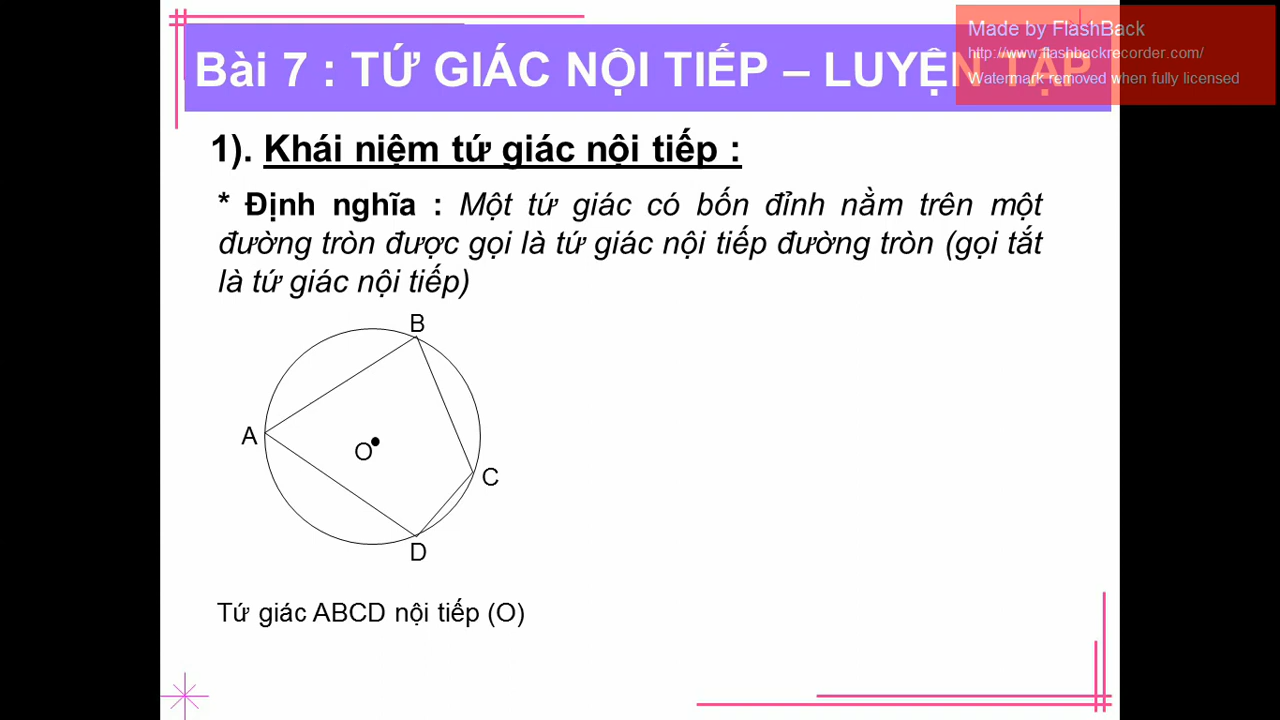 Bài 7 : TỨ GIÁC NỘI TIẾP – LUYỆN TẬP
Made by FlashBack
http://www.flashbackrecorder.com/
Watermark removed when fully licensed
1). Khái niệm tứ giác nội tiếp :
* Định nghĩa : Một tứ giác có bốn đỉnh nằm trên một
đường tròn được gọi là tứ giác nội tiếp đường tròn (gọi tắt
là tứ giác nội tiếp)
B
A
O
C
D
Tứ giác ABCD nội tiếp (O)